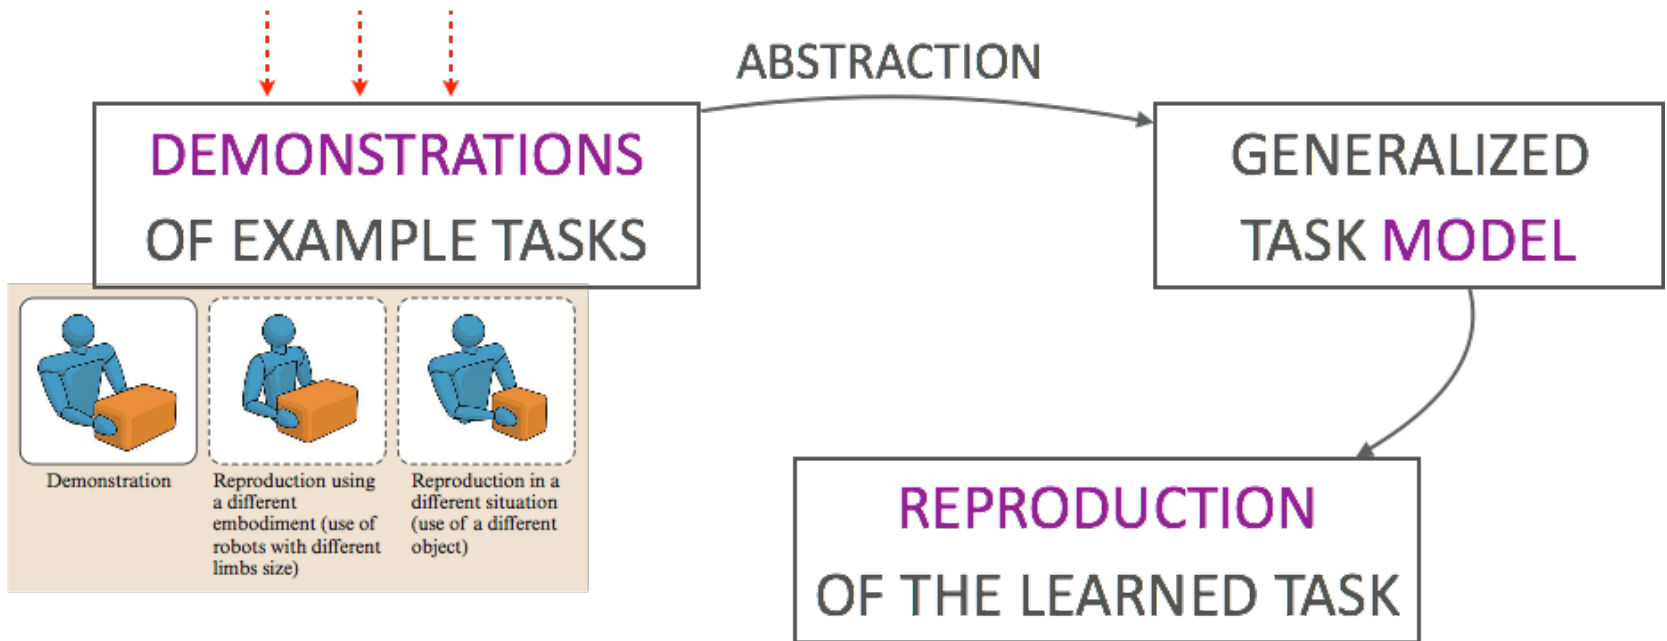 ABSTRACTION
DEMONSTRATIONS
OF EXAMPLE TASKS
GENERALIZED
TASK MODEL
Demonstration
Reproduction using
a different
embodiment (use of
robots with different
limbs size)
Reproduction in a
different situation
(use of a different
object)
REPRODUCTION
OF THE LEARNED TASK